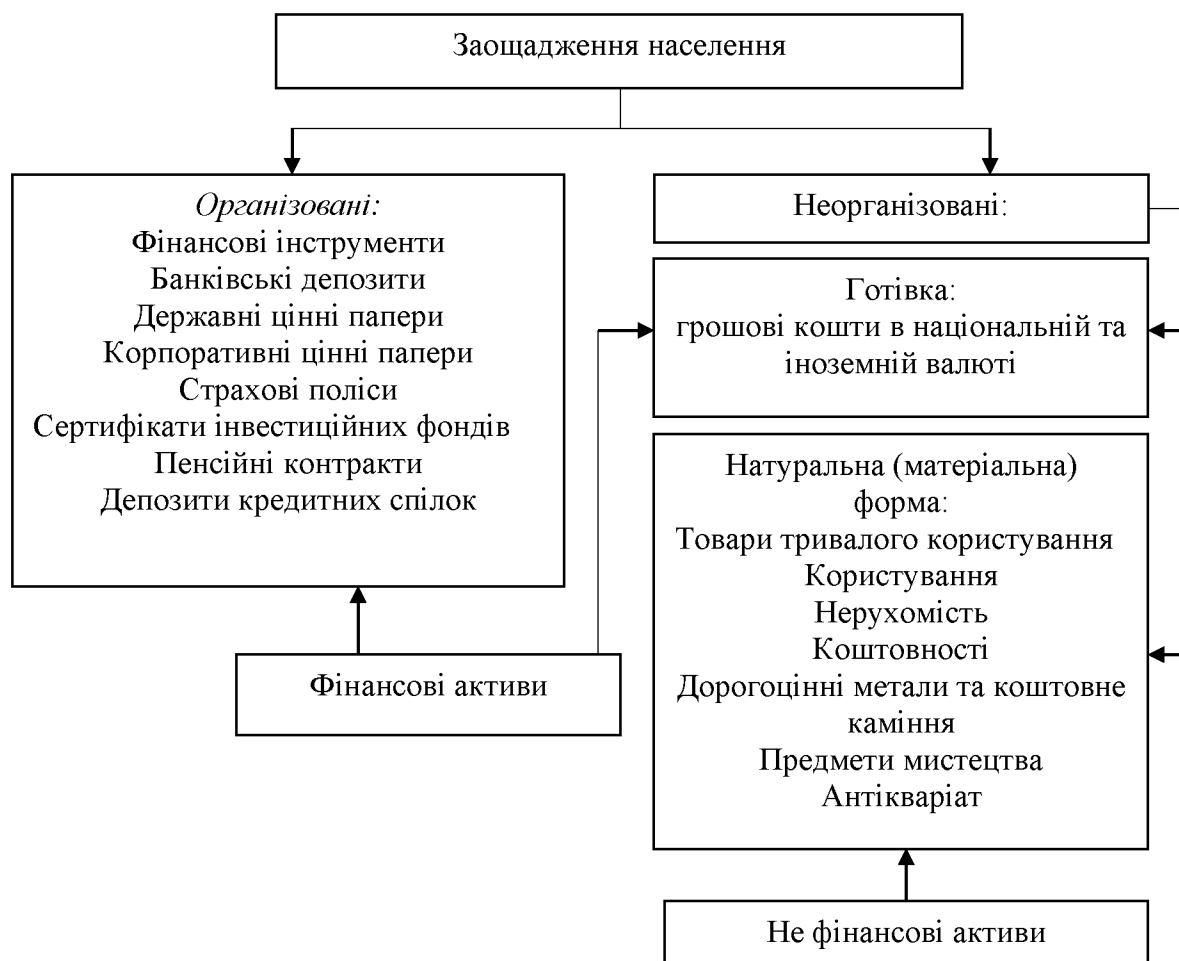 Заощадження населення
Організовані:
Фінансові інструменти
Банківські депозити
Державні цінні папери
Корпоративні цінні папери
Страхові поліси
Сертифікати інвестиційних фондів
Пенсійні контракти
Депозити кредитних спілок
Неорганізовані:
Готівка:
грошові кошти в національній та
іноземній валюті
Натуральна (матеріальна)
форма:
Товари тривалого користування
Користування
Нерухомість
Коштовності
Дорогоцінні метали та коштовне
каміння
Предмети мистецтва
Антікваріат
Фінансові активи
Не фінансові активи